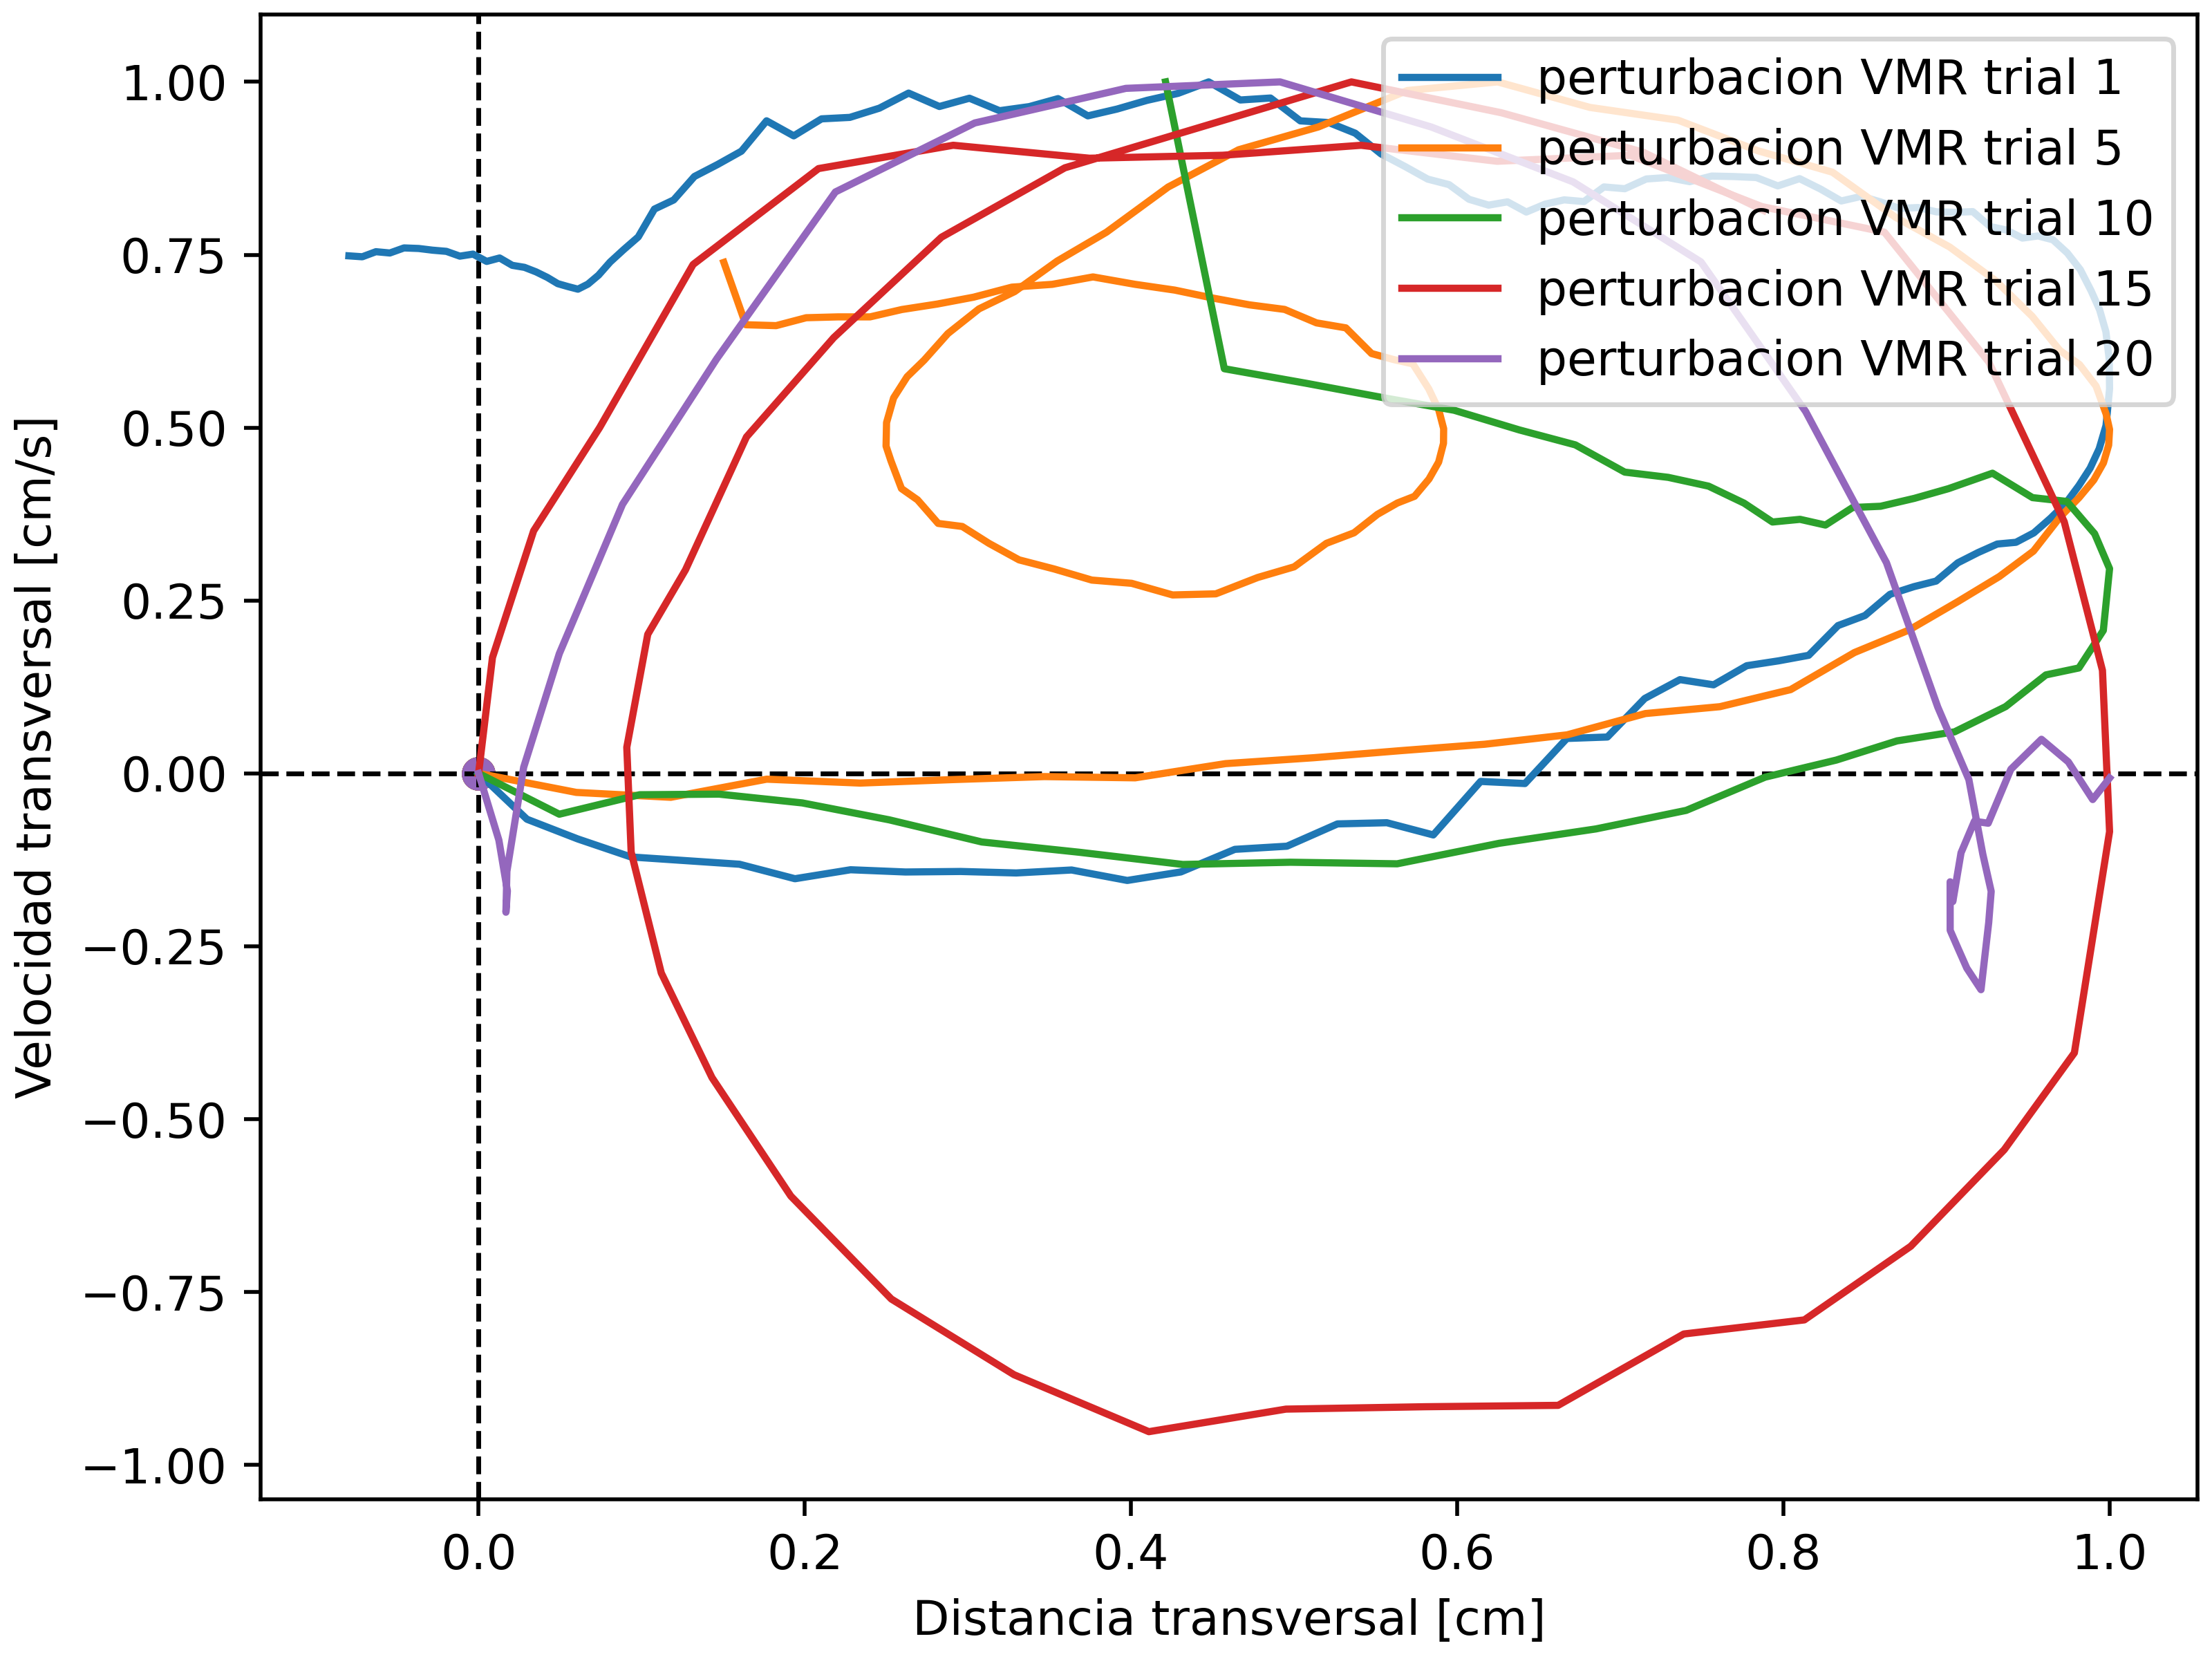 perturbacion VMR trial 1
perturbacion VMR trial 5
perturbacion VMR trial 10
perturbacion VMR trial 15
perturbacion VMR trial 20
Velocidad transversal [cm/s]
1.00
0.75
0.50
0.25
0.00
−0.25
−0.50
−0.75
−1.00
0.0 0.2 0.4 0.6 0.8 1.0
Distancia transversal [cm]